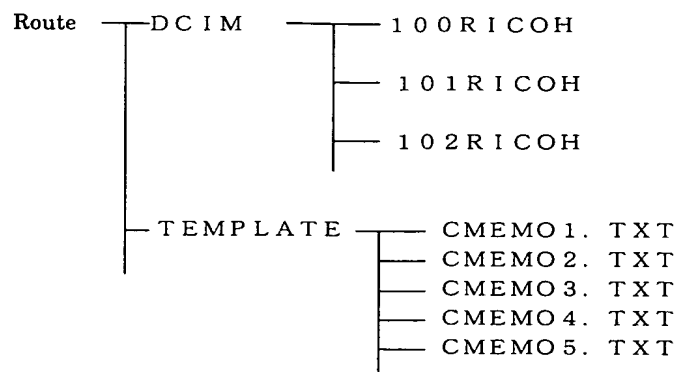 Route DCIM 100RICOH
101RICOH
102RICOH
TEMPLATE CMEMO1. TXT
CMEMO2. TXT
CMEMO3. TXT
CMEMO4. TXT
CMEMO5. TXT